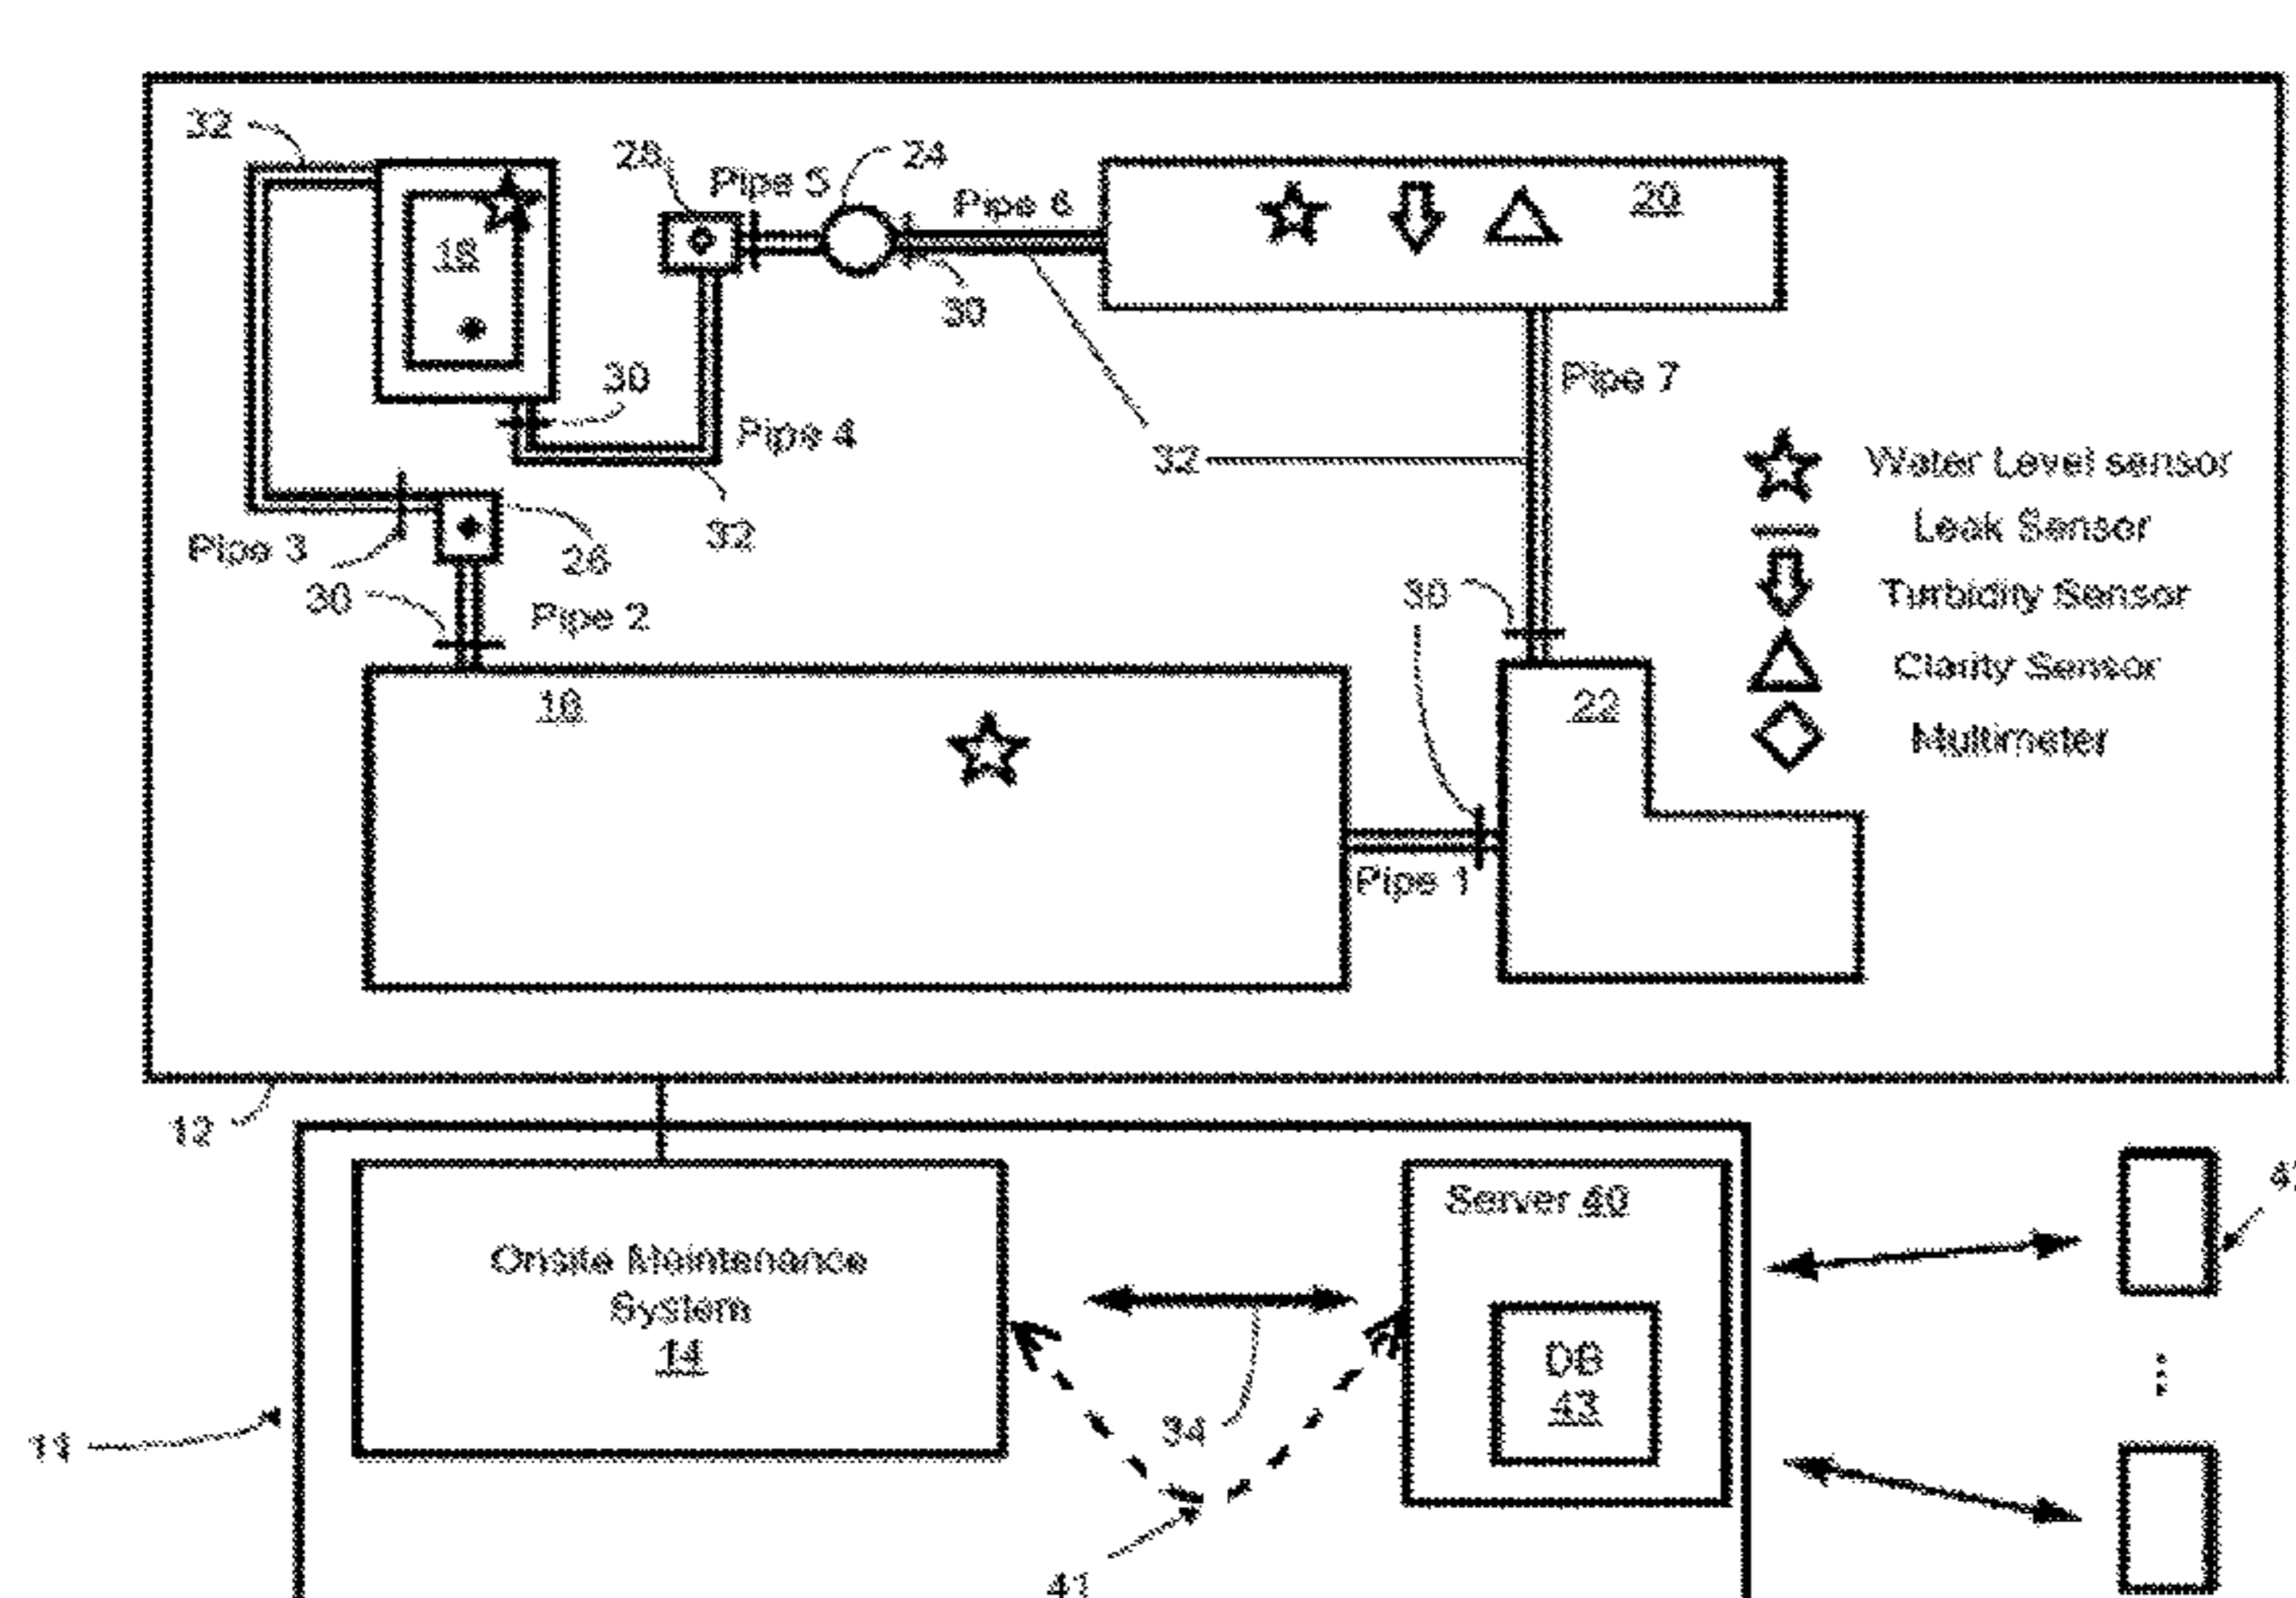 32
28
Pipe 5
24
Pipe 6
20
18
30
30
Pipe 7
Pipe 4
32
Water Level sensor
Leak Sensor
32
Pipe 3
26
30
Turbidity Sensor
30
Pipe 2
Clarity Sensor
22
Multimeter
Pipe 1
12
Server 40
Onsite Maintenance
System
14
DB
43
34
11
41